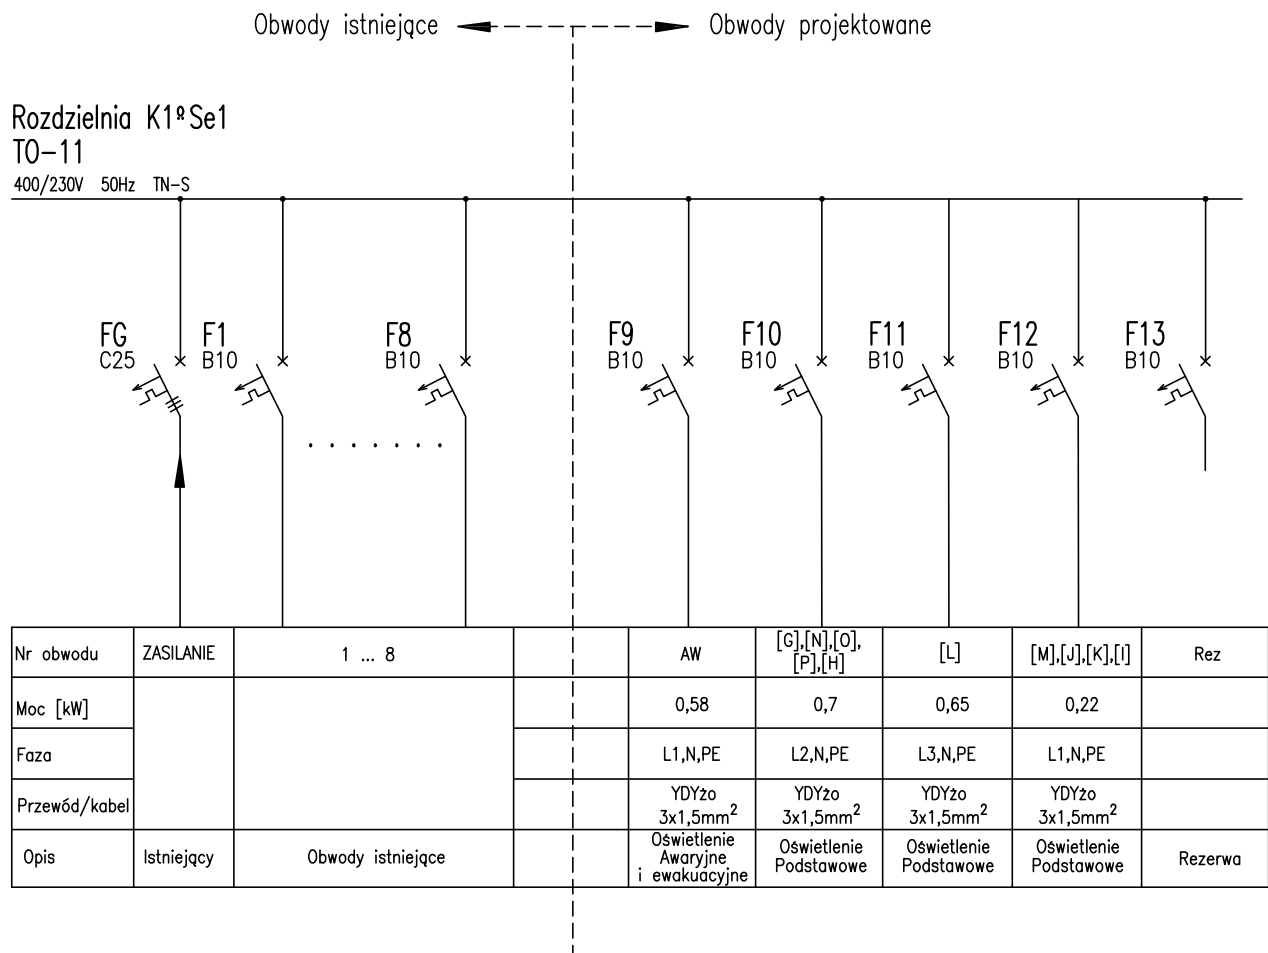 Obwody istniejące
Obwody projektowane
Rozdzielnia K1ºSe1
TO-11
400/230V 50Hz TN-S
FG
C25
F1
B10
F8
B10
F9
B10
F10
B10
F11
B10
F12
B10
F13
B10
Nr obwodu
ZASILANIE
1 ... 8
AW
[G],[N],[O],
[P],[H]
[L]
[M],[J],[K],[I]
Rez
Moc [kW]
0,58
0,7
0,65
0,22
Faza
L1,N,PE
L2,N,PE
L3,N,PE
L1,N,PE
Przewód/kabel
YDYżo
3x1,5mm²
YDYżo
3x1,5mm²
YDYżo
3x1,5mm²
YDYżo
3x1,5mm²
Opis
Istniejący
Obwody istniejące
Oświetlenie
Awaryjne
i ewakuacyjne
Oświetlenie
Podstawowe
Oświetlenie
Podstawowe
Oświetlenie
Podstawowe
Rezerwa